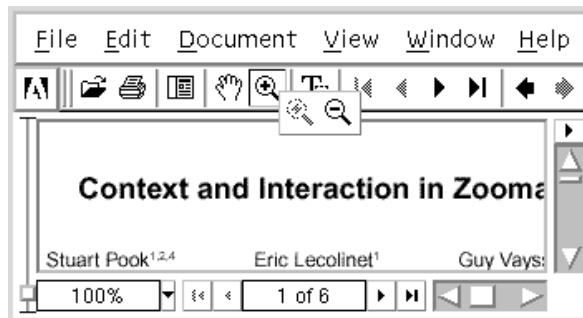 File Edit Document View Window Help
Context and Interaction in Zooma
Stuart Pook1,2,4 Eric Lecolinet1 Guy Vays
100% 1 of 6